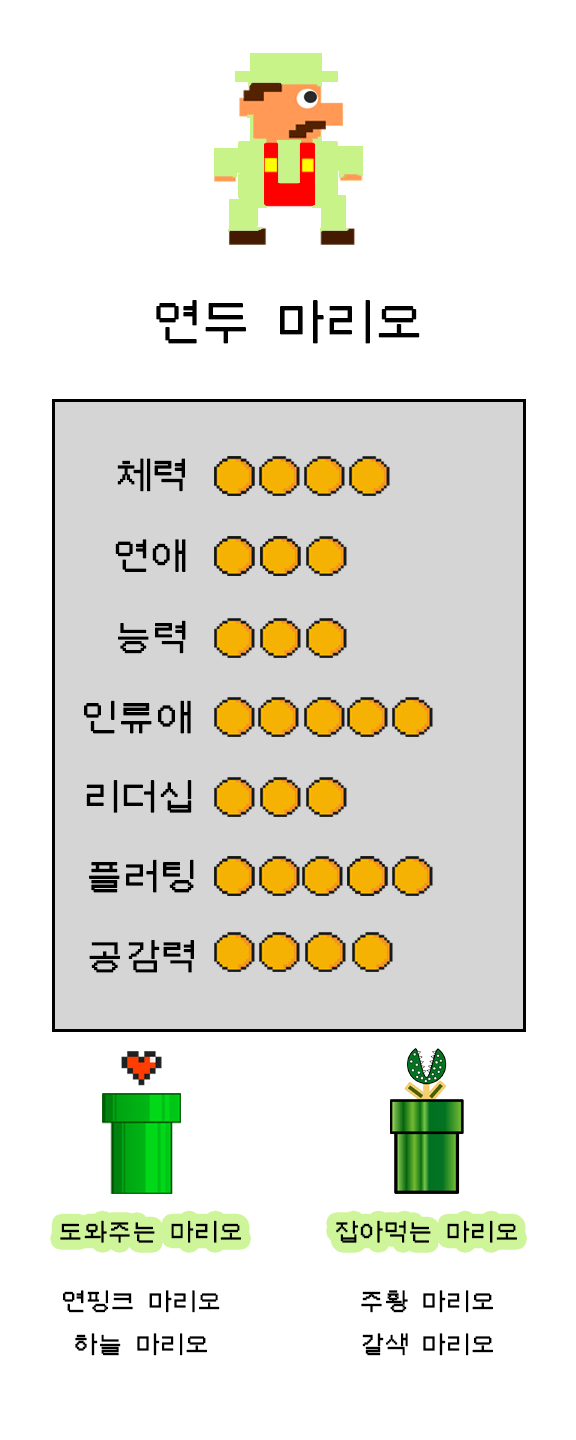 연두 마리오
체력
연애
능력
인류애
리더십
플러팅
공감력
도와주는 마리오
잡아먹는 마리오
연핑크 마리오
주황 마리오
하늘 마리오
갈색 마리오